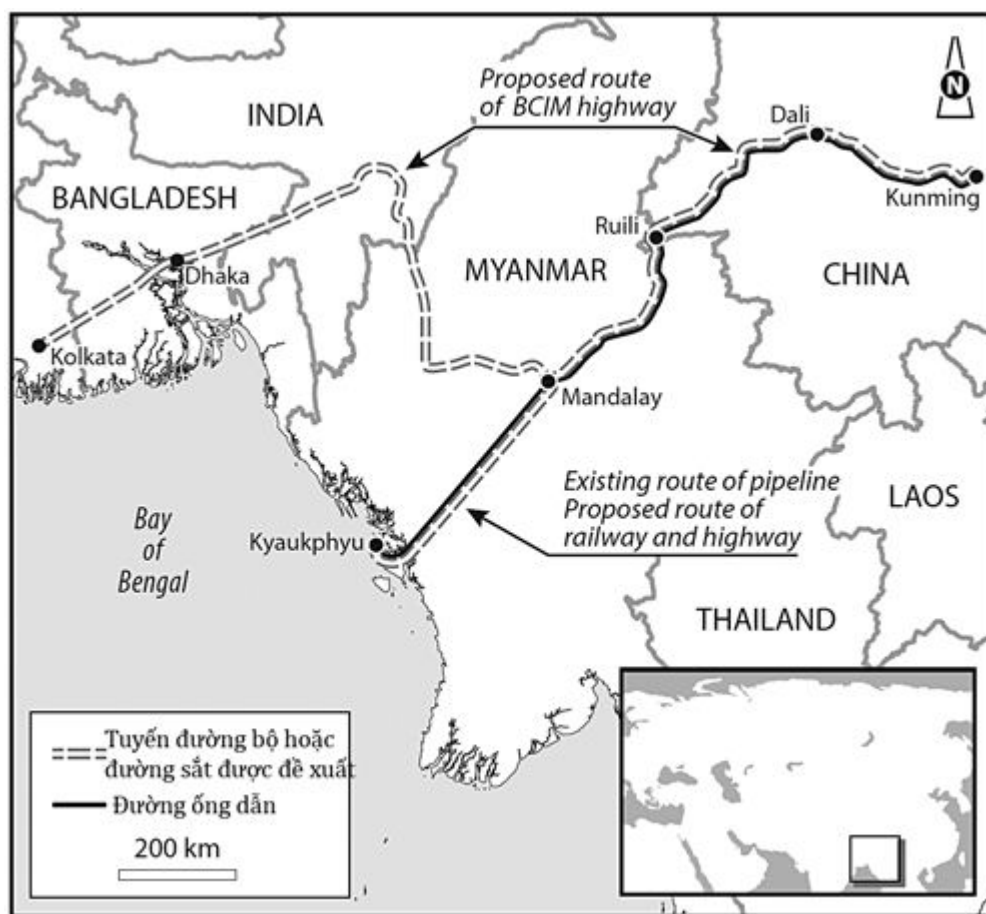 Proposed route
of BCIM highway
N
INDIA
Dali
BANGLADESH
Kunming
Ruili
MYANMAR
Dhaka
CHINA
Kolkata
Mandalay
Existing route of pipeline
Proposed route of
railway and highway
LAOS
Bay
of
Bengal
Kyaukphyu
THAILAND
Tuyến đường bộ hoặc
đường sắt được đề xuất
Đường ống dẫn
200 km